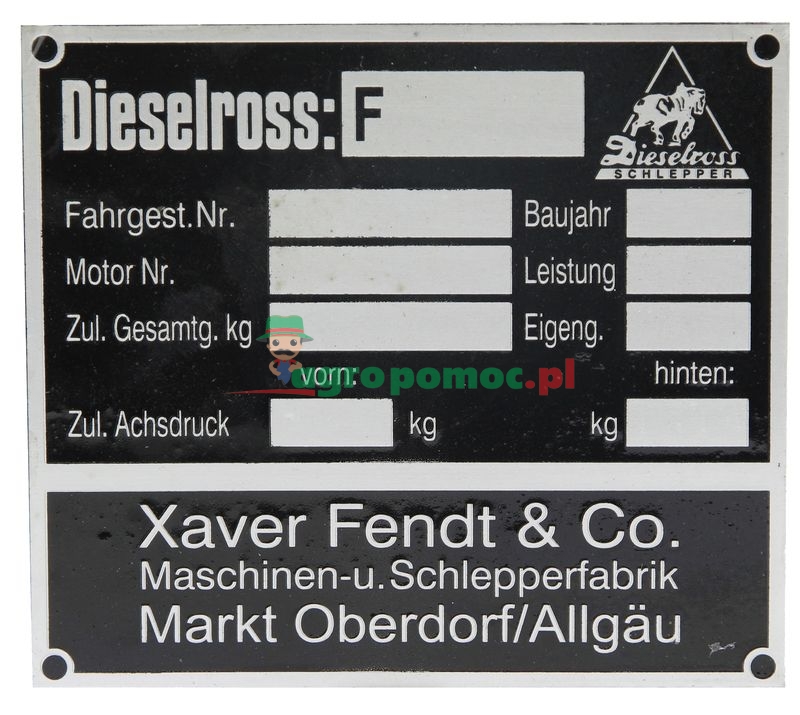 Dieselross: F
Dieselross
SCHLEPPER
Fahrgest.Nr. Baujahr
Motor Nr. Leistung
Zul. Gesamtg. kg Eigeng.
agropomoc.pl
vorn: hinten:
Zul. Achsdruck kg kg
Xaver Fendt & Co.
Maschinen-u.Schlepperfabrik
Markt Oberdorf/Allgäu